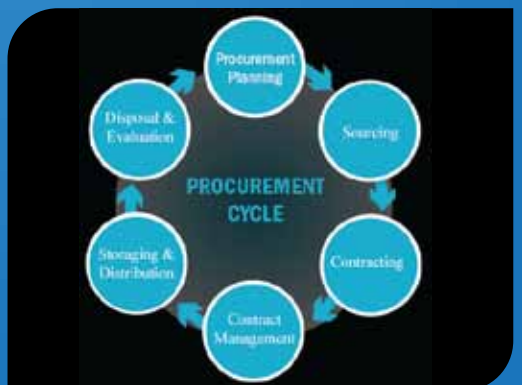 Procurement
Planning
Sourcing
Contracting
Contract
Management
Storaging &
Distribution
Disposal &
Evaluation
PROCUREMENT
CYCLE